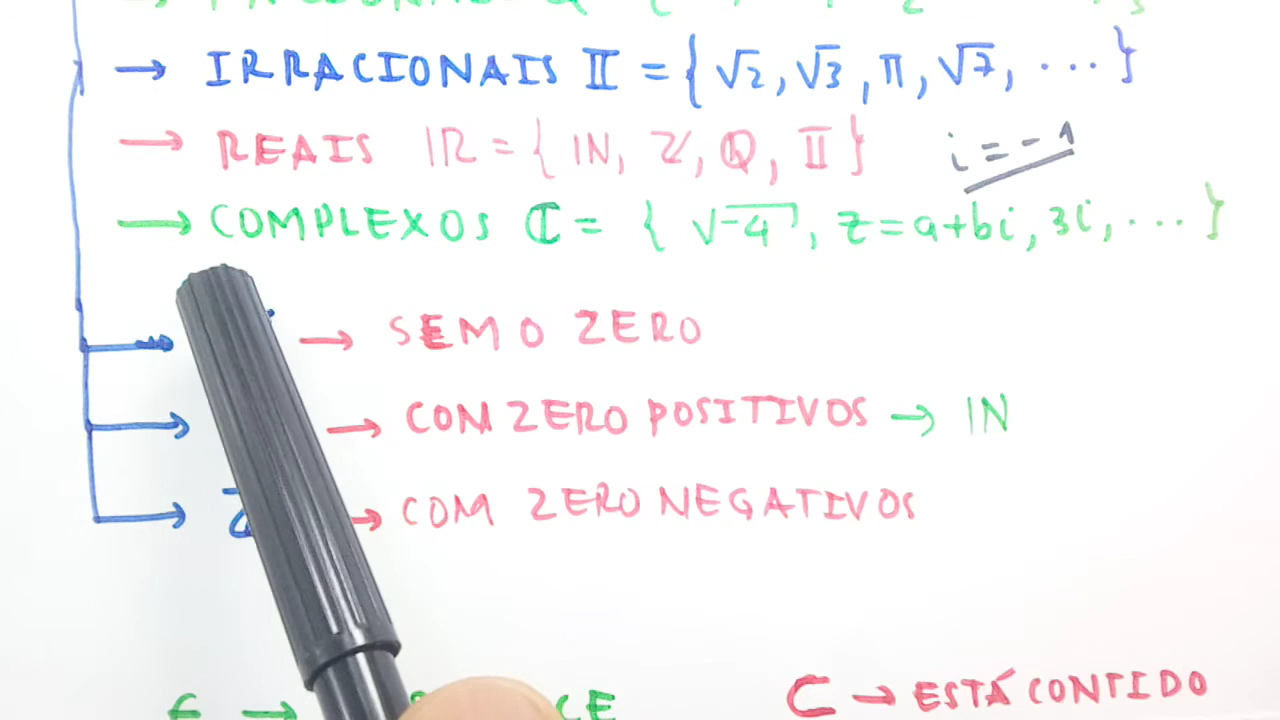 → IRRACIONAIS 𝕀 = { √2, √3, π, √7, ... }
→ REAIS ℝ = { ℕ, ℤ, ℚ, 𝕀 } i = -1
→ COMPLEXOS ℂ = { √-4, z = a + bi, 3i, ... }
→ SEM O ZERO
→ CON ZERO POSITIVOS → ℕ
→ COM ZERO NEGATIVOS
C → ESTÁ CONTIDO